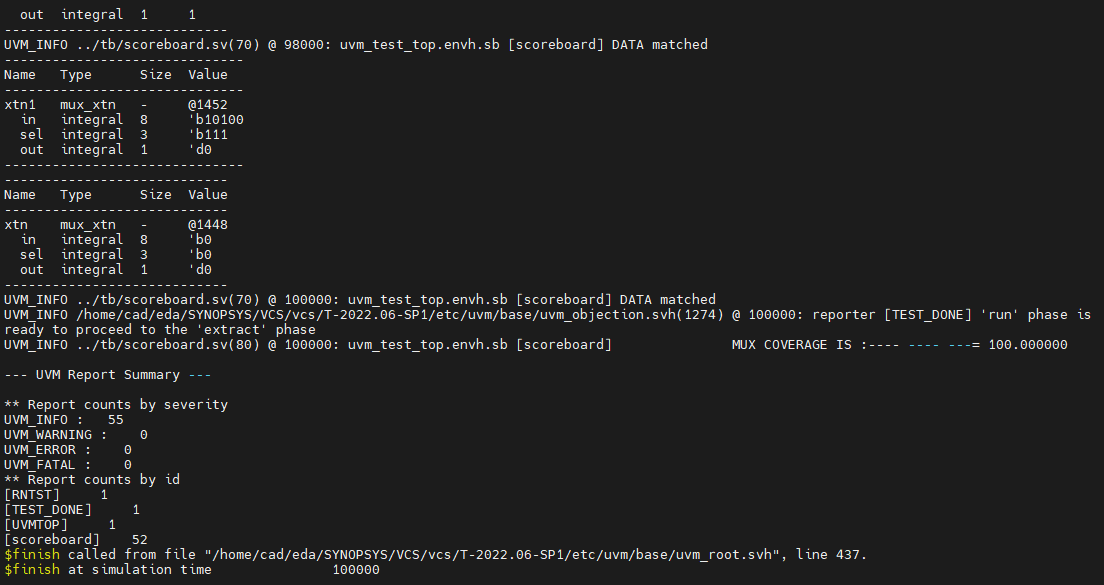 out  integral  1     1
----------------------------
UVM_INFO ../tb/scoreboard.sv(70) @ 98000: uvm_test_top.envh.sb [scoreboard] DATA matched
------------------------------
Name   Type      Size  Value
------------------------------
xtn1   mux_xtn   -     @1452
  in   integral  8     'b10100
  sel  integral  3     'b111
  out  integral  1     'd0
------------------------------
----------------------------
Name   Type      Size  Value
----------------------------
xtn    mux_xtn   -     @1448
  in   integral  8     'b0
  sel  integral  3     'b0
  out  integral  1     'd0
----------------------------
UVM_INFO ../tb/scoreboard.sv(70) @ 100000: uvm_test_top.envh.sb [scoreboard] DATA matched
UVM_INFO /home/cad/eda/SYNOPSYS/VCS/vcs/T-2022.06-SP1/etc/uvm/base/uvm_objection.svh(1274) @ 100000: reporter [TEST_DONE] 'run' phase is
ready to proceed to the 'extract' phase
UVM_INFO ../tb/scoreboard.sv(80) @ 100000: uvm_test_top.envh.sb [scoreboard]               MUX COVERAGE IS :---- ---- ---= 100.000000

--- UVM Report Summary ---

** Report counts by severity
UVM_INFO :   55
UVM_WARNING :    0
UVM_ERROR :    0
UVM_FATAL :    0
** Report counts by id
[RNTST]     1
[TEST_DONE]     1
[UVMTOP]     1
[scoreboard]    52
$finish called from file "/home/cad/eda/SYNOPSYS/VCS/vcs/T-2022.06-SP1/etc/uvm/base/uvm_root.svh", line 437.
$finish at simulation time               100000